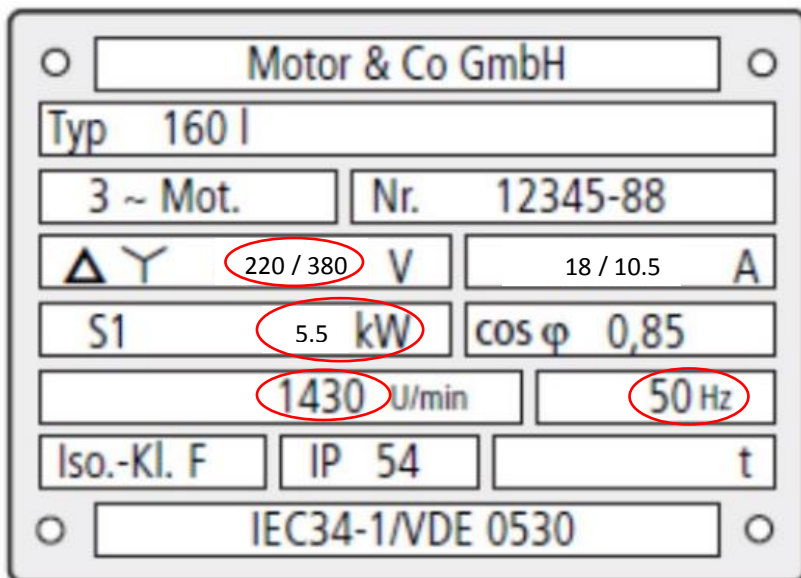 Motor & Co GmbH
Typ 160 l
3 ~ Mot. Nr. 12345-88
Δ Y 220 / 380 V 18 / 10.5 A
S1 5.5 kW cos φ 0,85
1430 U/min 50 Hz
Iso.-Kl. F IP 54 t
IEC34-1/VDE 0530